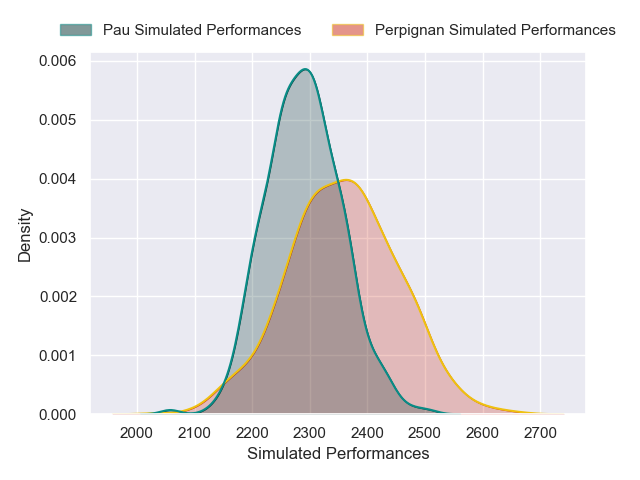 Pau Simulated Performances Perpignan Simulated Performances
0.006
0.005
0.004
0.003
0.002
0.001
0.000
Density
2000 2100 2200 2300 2400 2500 2600 2700
Simulated Performances